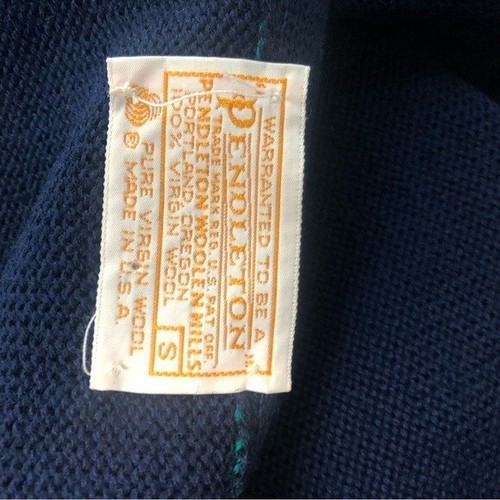 "WARRANTED TO BE A
PENDLETON"
TRADE MARK REG. U.S. PAT. OFF.
PENDLETON WOOLEN MILLS
PORTLAND, OREGON
100% VIRGIN WOOL
S
PURE VIRGIN WOOL
® MADE IN U.S.A.